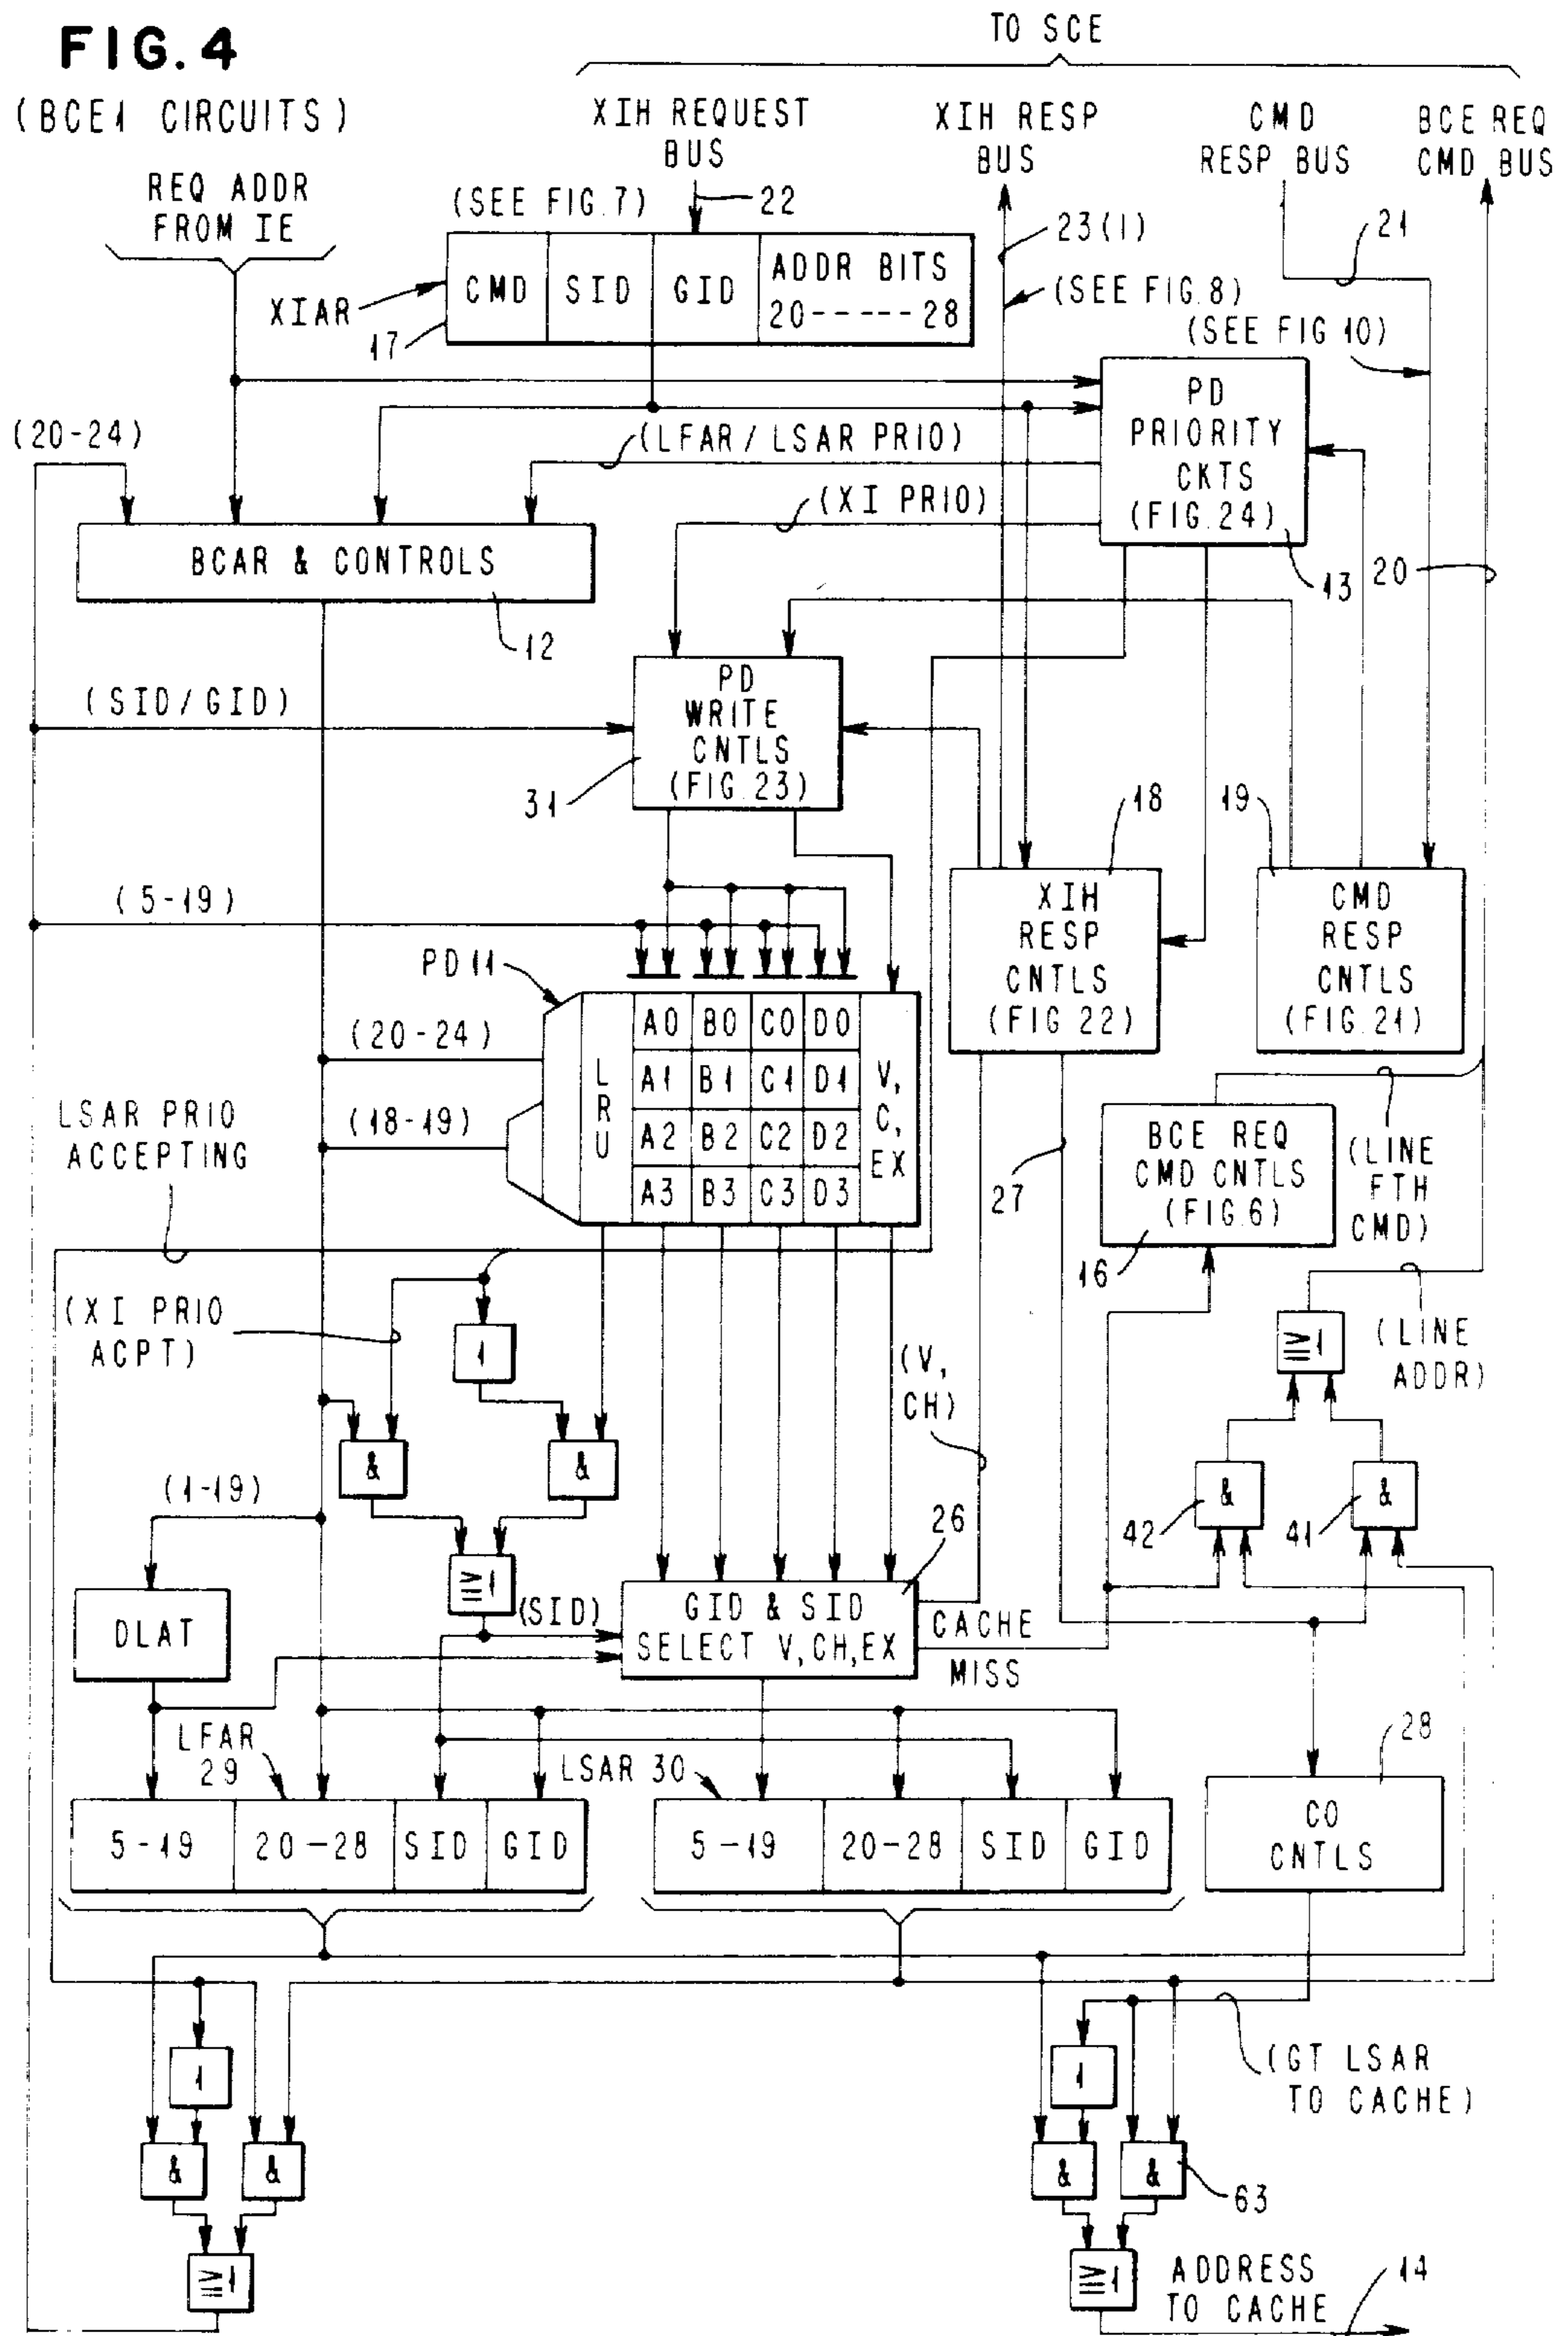 FIG. 4
(BCE1 CIRCUITS)
TO SCE
XIH REQUEST
BUS
XIH RESP
BUS
CMD
RESP BUS
BCE REQ
CMD BUS
REQ ADDR
FROM IE
(SEE FIG. 7)
22
23(1)
21
CMD
SID
GID
ADDR BITS
20-----28
XIAR
17
(SEE FIG. 8)
(SEE FIG 10)
(20-24)
(LFAR/LSAR PRIO)
(XI PRIO)
PD
PRIORITY
CKTS
(FIG. 24)
13
20
BCAR & CONTROLS
12
(SID/GID)
PD
WRITE
CNTLS
(FIG. 23)
31
18
19
(5-19)
XIH
RESP
CNTLS
(FIG 22)
CMD
RESP
CNTLS
(FIG. 21)
PD 11
(20-24)
(18-19)
LRU
A0 B0 C0 D0
A1 B1 C1 D1
A2 B2 C2 D2
A3 B3 C3 D3
V,
C,
EX
LSAR PRIO
ACCEPTING
27
BCE REQ
CMD CNTLS
(FIG. 6)
16
(LINE
FTH
CMD)
(XI PRIO
ACPT)
1
(V,
CH)
≥1
(LINE
ADDR)
&
&
&
42
&
41
(1-19)
26
≥1
(SID)
DLAT
GID & SID
SELECT V, CH, EX
CACHE
MISS
LFAR
29
LSAR 30
28
5-19
20-28
SID
GID
5-19
20-28
SID
GID
CO
CNTLS
1
1
(GT LSAR
TO CACHE)
&
&
&
&
63
≥1
≥1
ADDRESS
TO CACHE
14